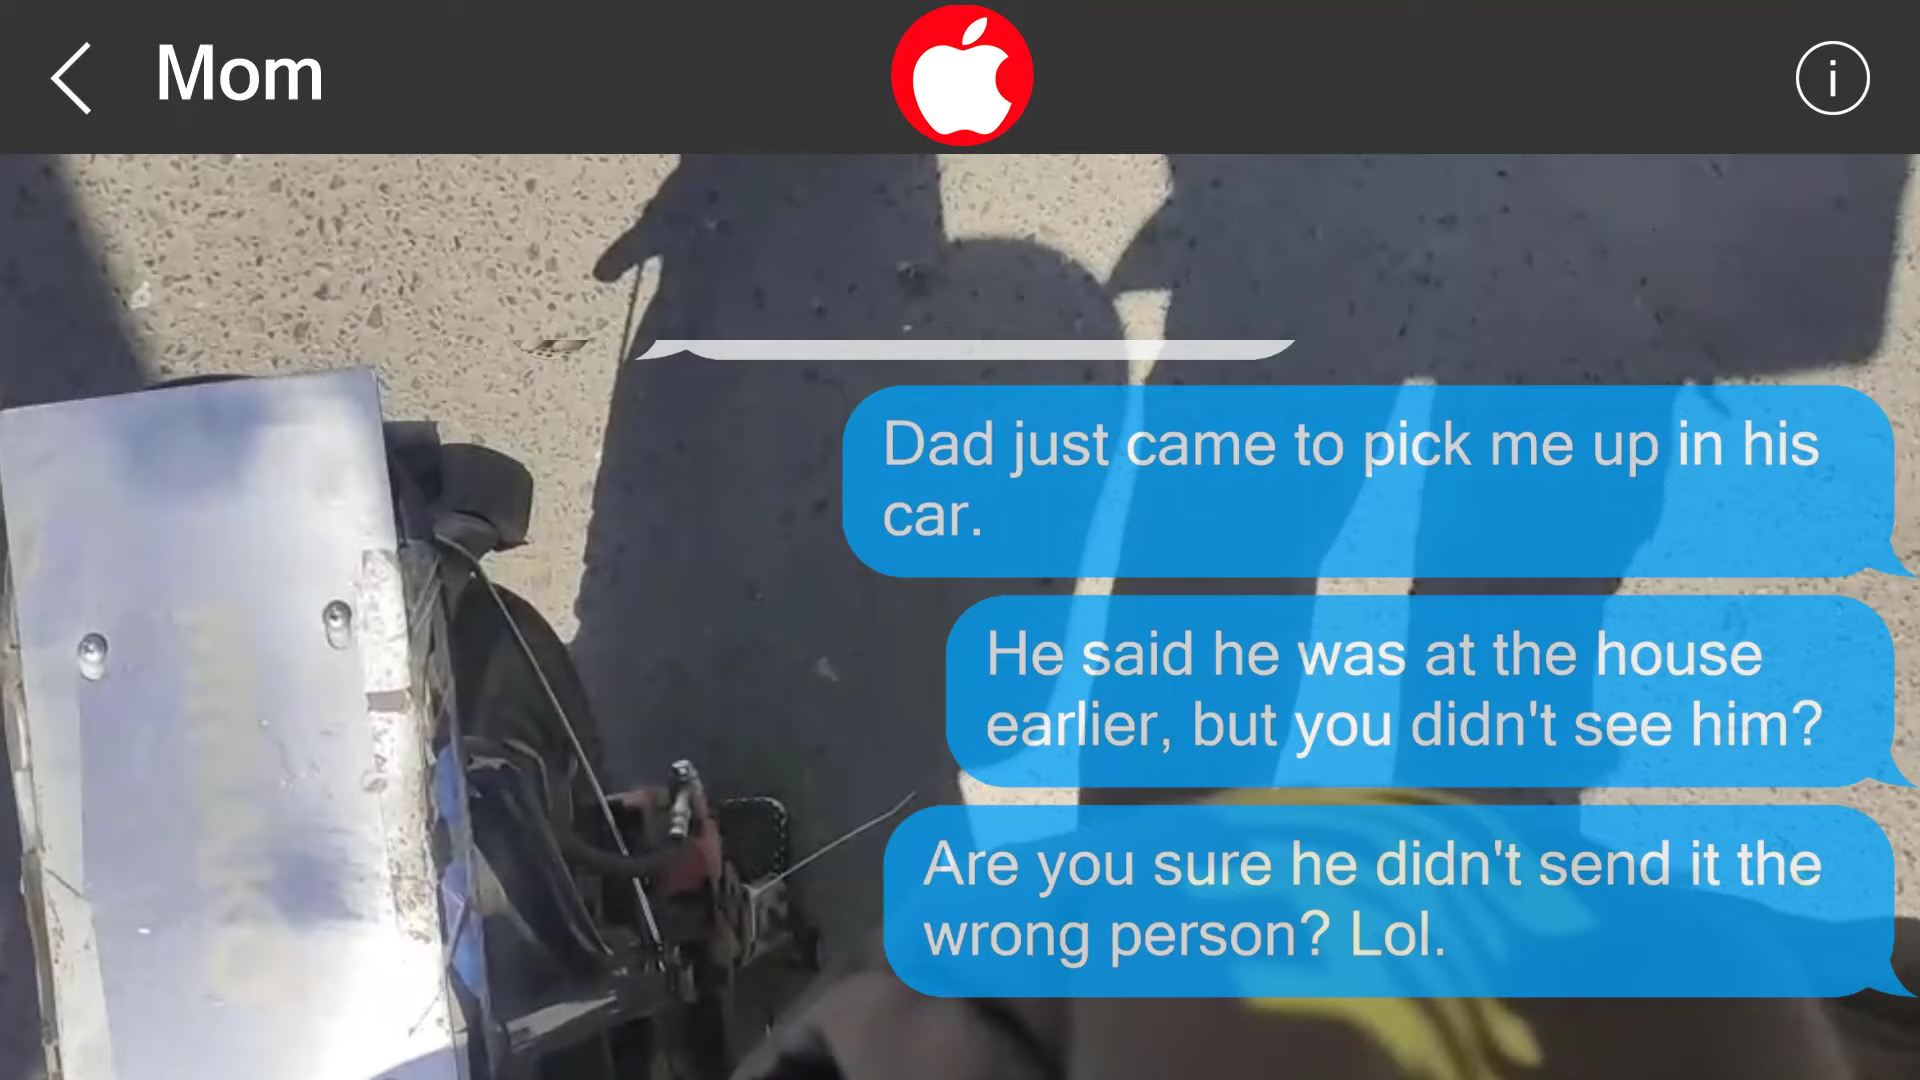 Mom
Dad just came to pick me up in his
car.
He said he was at the house
earlier, but you didn't see him?
Are you sure he didn't send it the
wrong person? Lol.